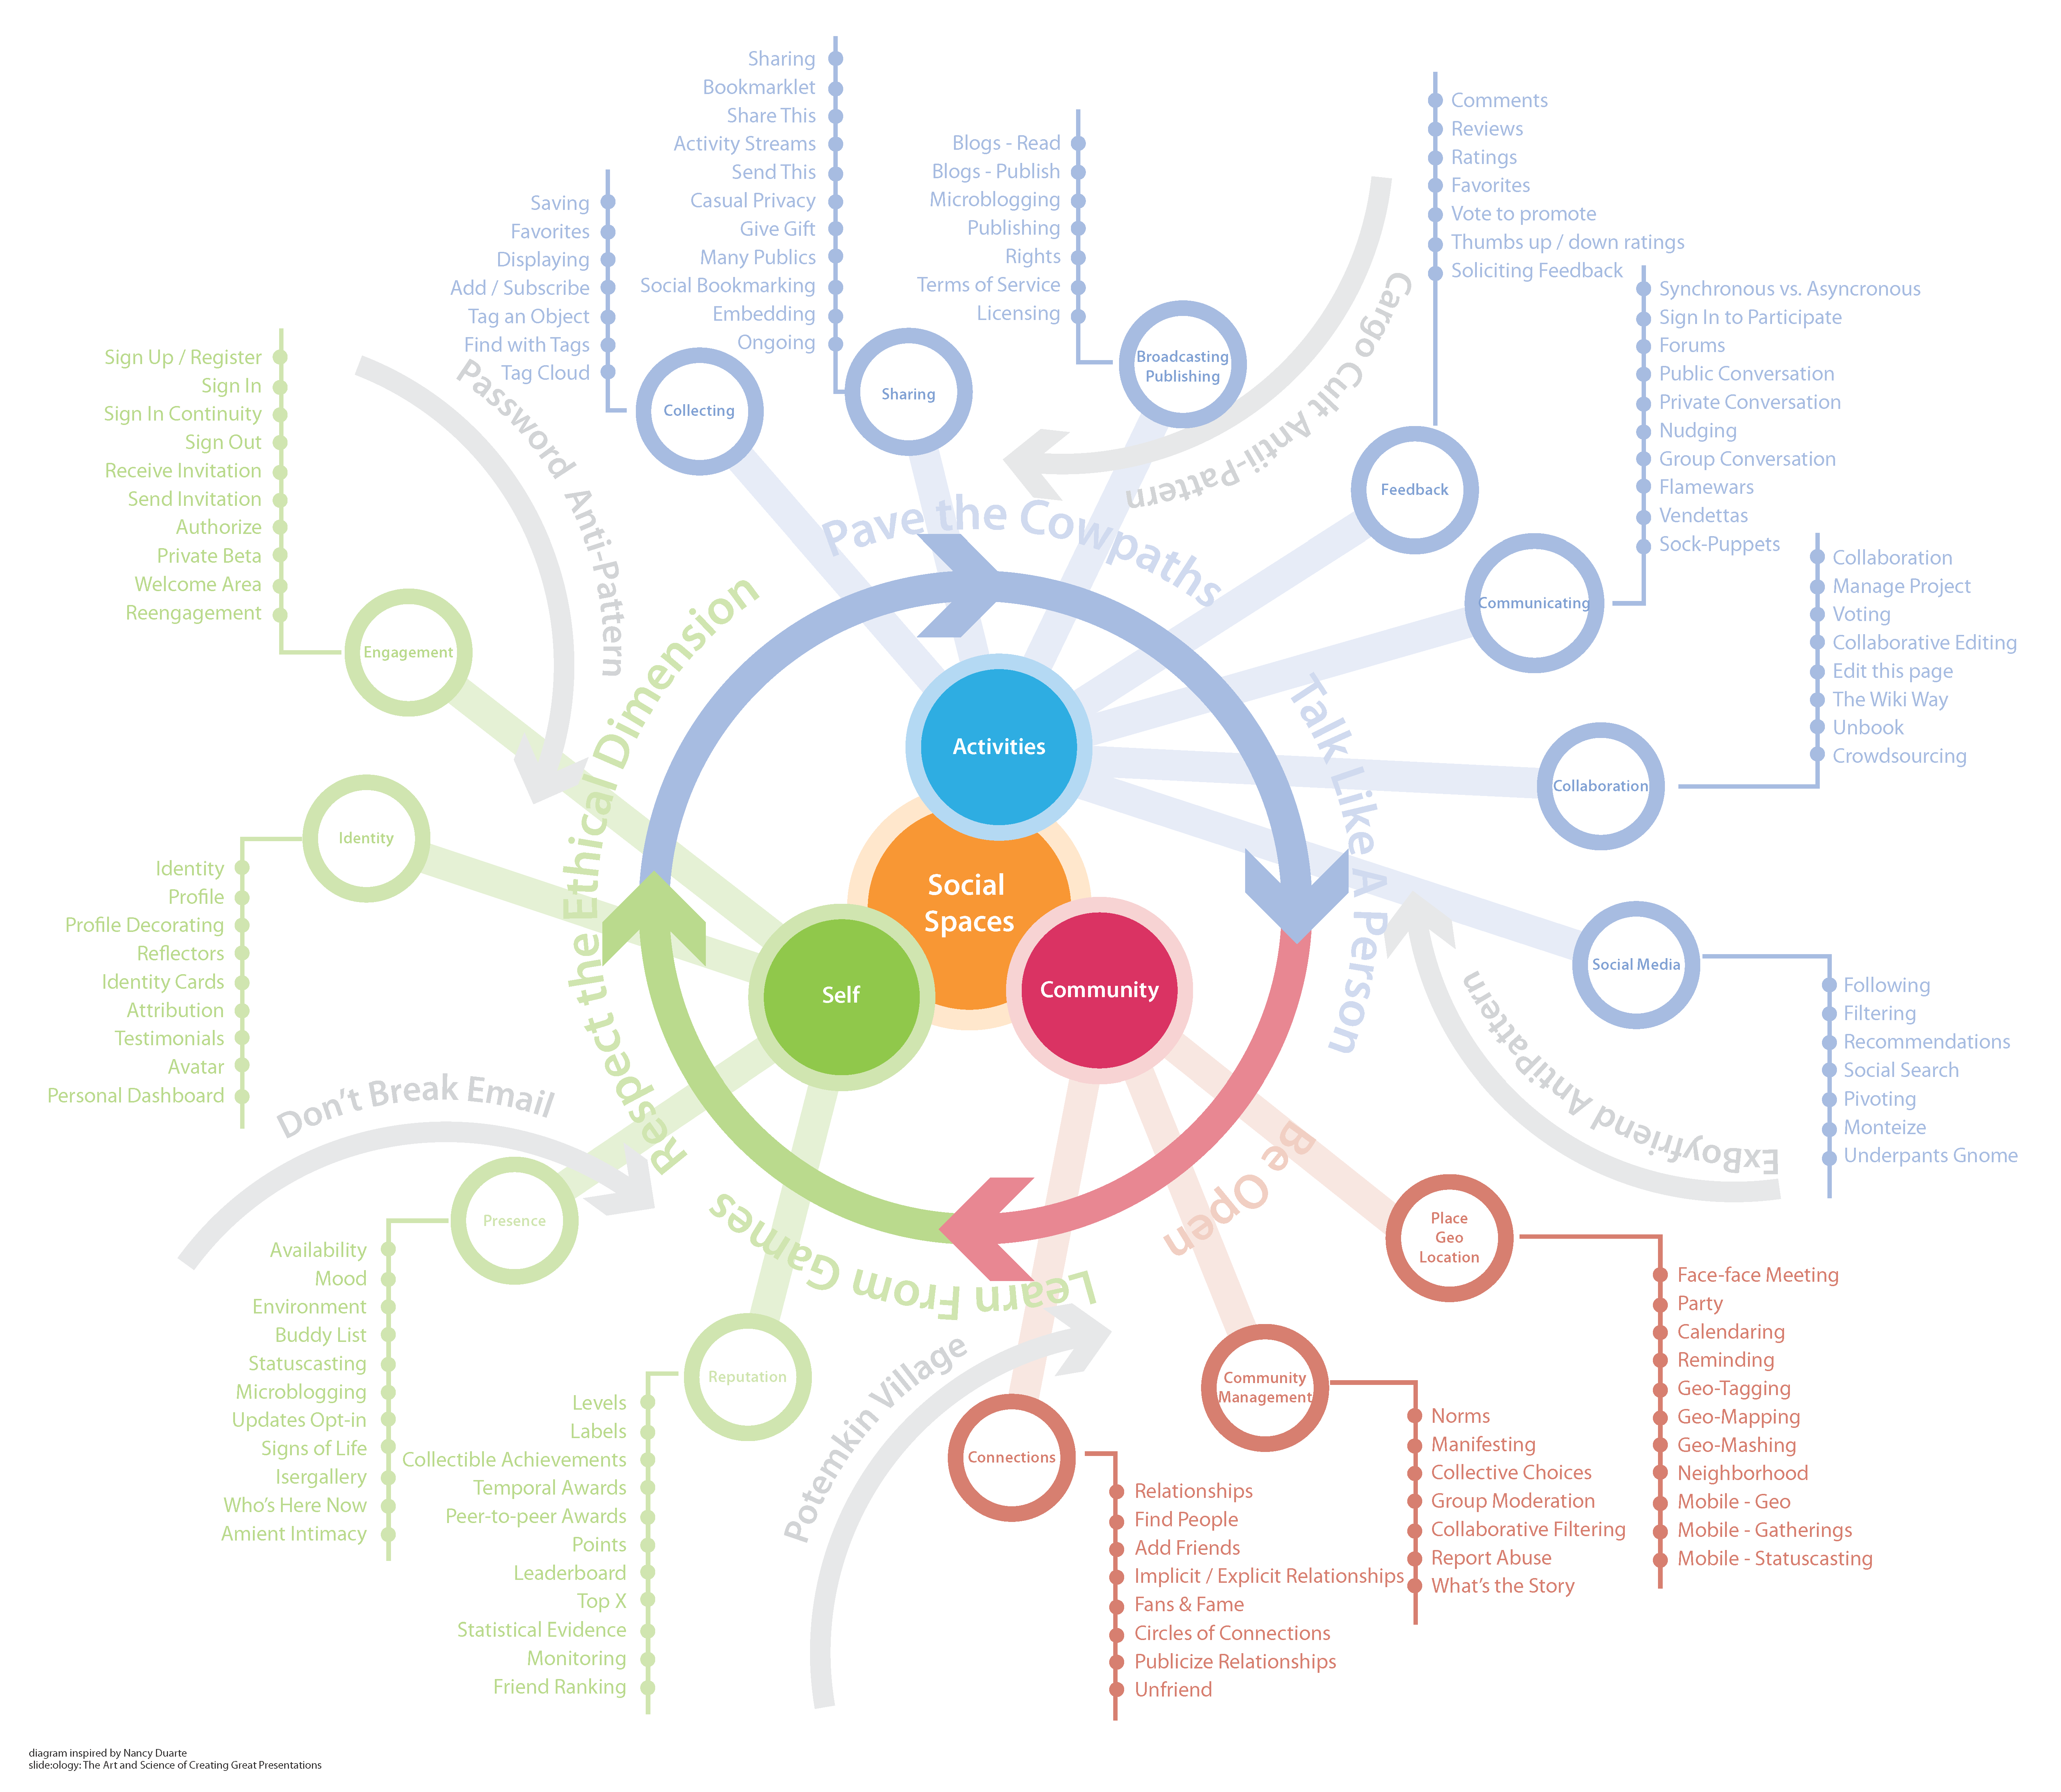 Social
Spaces
Activities
Self
Community
Pave the Cowpaths
Talk Like A Person
Be Open
Learn From Games
Respect the Ethical Dimension
Password Anti-Pattern
Cargo Cult Antii-Pattern
ExBoyfriend AntiPattern
Potemkin Village
Don't Break Email
Collecting
Saving
Favorites
Displaying
Add / Subscribe
Tag an Object
Find with Tags
Tag Cloud
Sharing
Sharing
Bookmarklet
Share This
Activity Streams
Send This
Casual Privacy
Give Gift
Many Publics
Social Bookmarking
Embedding
Ongoing
Broadcasting
Publishing
Blogs - Read
Blogs - Publish
Microblogging
Publishing
Rights
Terms of Service
Licensing
Feedback
Comments
Reviews
Ratings
Favorites
Vote to promote
Thumbs up / down ratings
Soliciting Feedback
Communicating
Synchronous vs. Asyncronous
Sign In to Participate
Forums
Public Conversation
Private Conversation
Nudging
Group Conversation
Flamewars
Vendettas
Sock-Puppets
Collaboration
Collaboration
Manage Project
Voting
Collaborative Editing
Edit this page
The Wiki Way
Unbook
Crowdsourcing
Social Media
Following
Filtering
Recommendations
Social Search
Pivoting
Monteize
Underpants Gnome
Place
Geo
Location
Face-face Meeting
Party
Calendaring
Reminding
Geo-Tagging
Geo-Mapping
Geo-Mashing
Neighborhood
Mobile - Geo
Mobile - Gatherings
Mobile - Statuscasting
Community
Management
Norms
Manifesting
Collective Choices
Group Moderation
Collaborative Filtering
Report Abuse
What's the Story
Connections
Relationships
Find People
Add Friends
Implicit / Explicit Relationships
Fans & Fame
Circles of Connections
Publicize Relationships
Unfriend
Reputation
Levels
Labels
Collectible Achievements
Temporal Awards
Peer-to-peer Awards
Points
Leaderboard
Top X
Statistical Evidence
Monitoring
Friend Ranking
Presence
Availability
Mood
Environment
Buddy List
Statuscasting
Microblogging
Updates Opt-in
Signs of Life
Isergallery
Who's Here Now
Amient Intimacy
Identity
Identity
Profile
Profile Decorating
Reflectors
Identity Cards
Attribution
Testimonials
Avatar
Personal Dashboard
Engagement
Sign Up / Register
Sign In
Sign In Continuity
Sign Out
Receive Invitation
Send Invitation
Authorize
Private Beta
Welcome Area
Reengagement
diagram inspired by Nancy Duarte
slide:ology: The Art and Science of Creating Great Presentations